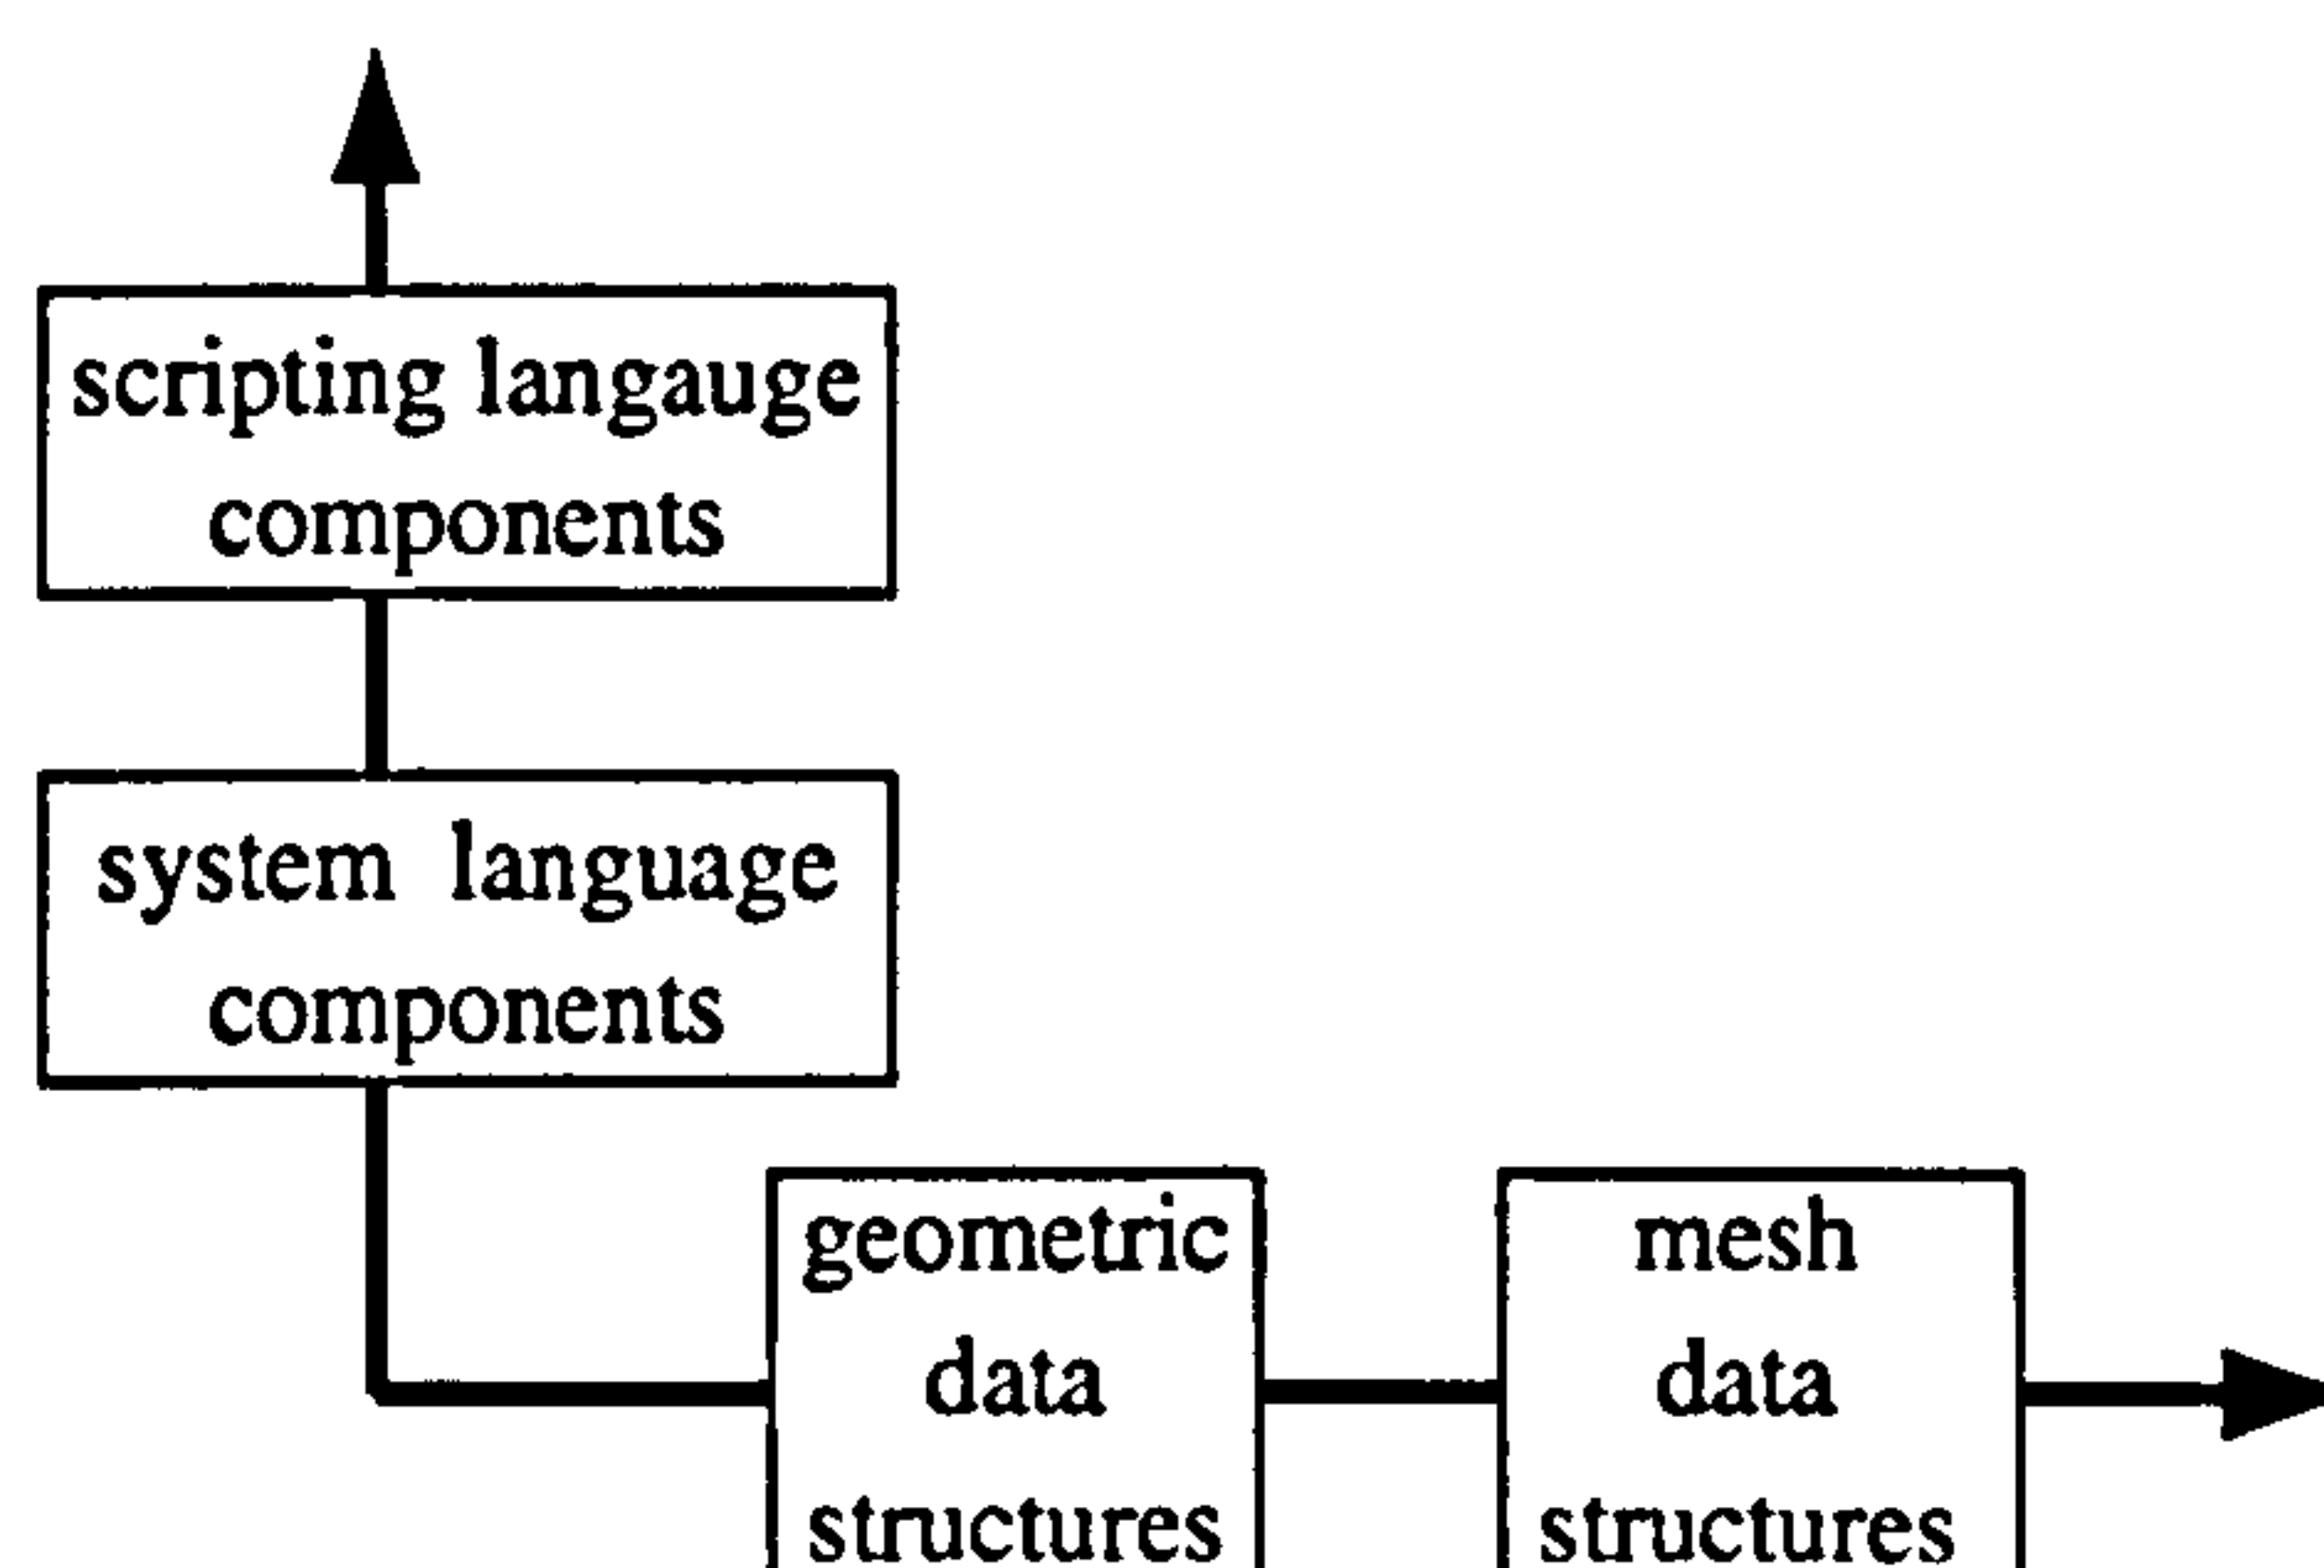 scripting langauge
components
system language
components
geometric
data
structures
mesh
data
structures